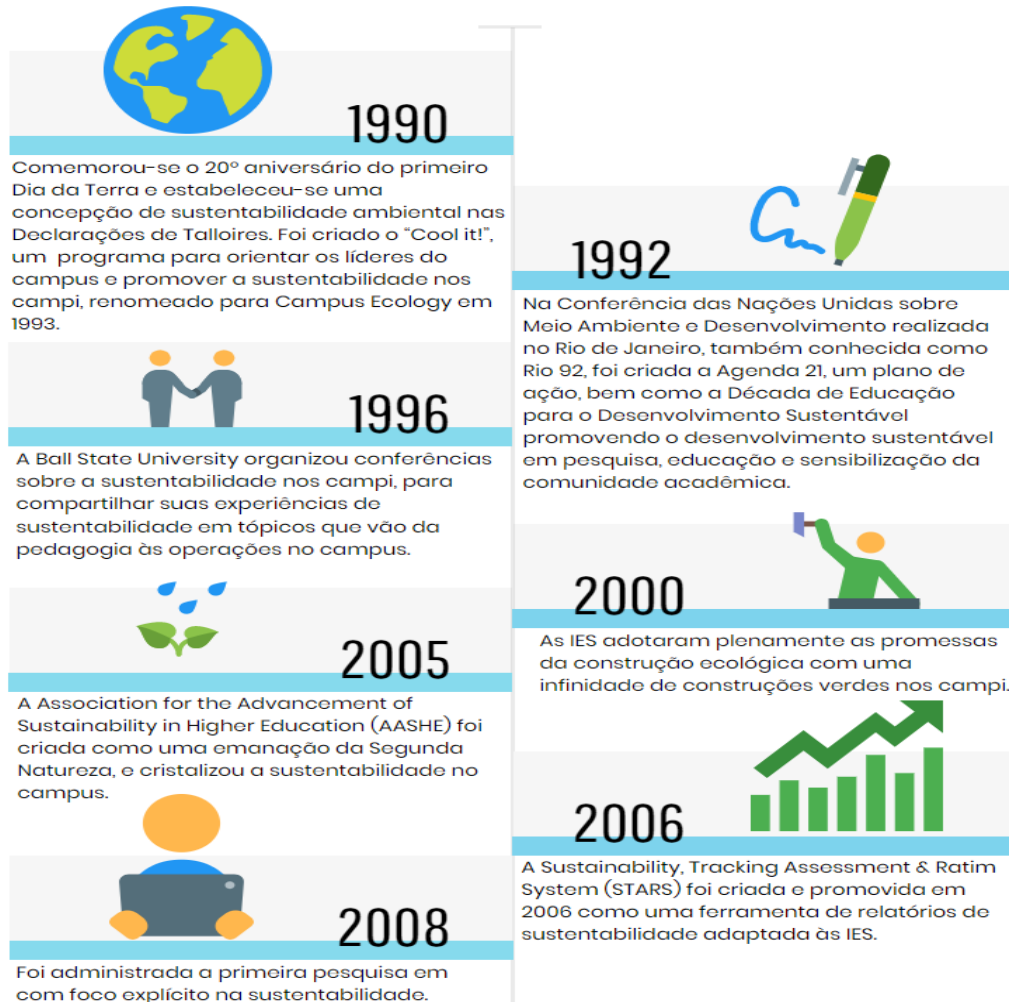 1990
Comemorou-se o 20º aniversário do primeiro
Dia da Terra e estabeleceu-se uma
concepção de sustentabilidade ambiental nas
Declarações de Talloires. Foi criado o “Cool it!”,
um programa para orientar os líderes do
campus e promover a sustentabilidade nos
campi, renomeado para Campus Ecology em
1993.
1992
Na Conferência das Nações Unidas sobre
Meio Ambiente e Desenvolvimento realizada
no Rio de Janeiro, também conhecida como
Rio 92, foi criada a Agenda 21, um plano de
ação, bem como a Década de Educação
para o Desenvolvimento Sustentável
promovendo o desenvolvimento sustentável
em pesquisa, educação e sensibilização da
comunidade acadêmica.
1996
A Ball State University organizou conferências
sobre a sustentabilidade nos campi, para
compartilhar suas experiências de
sustentabilidade em tópicos que vão da
pedagogia às operações no campus.
2000
As IES adotaram plenamente as promessas
da construção ecológica com uma
infinidade de construções verdes nos campi.
2005
A Association for the Advancement of
Sustainability in Higher Education (AASHE) foi
criada como uma emanação da Segunda
Natureza, e cristalizou a sustentabilidade no
campus.
2006
A Sustainability, Tracking Assessment & Ratim
System (STARS) foi criada e promovida em
2006 como uma ferramenta de relatórios de
sustentabilidade adaptada às IES.
2008
Foi administrada a primeira pesquisa em
com foco explícito na sustentabilidade.